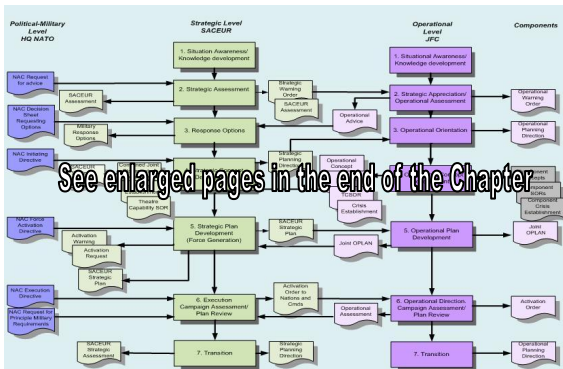 Political-Military
Level
HQ NATO
Strategic Level
SACEUR
Operational
Level
JFC
Components
1. Situation Awareness/
Knowledge development
1. Situational Awareness/
Knowledge development
NAC Request
for advice
SACEUR
Assessment
2. Strategic Assessment
Strategic
Warning
Order
SACEUR
Assessment
2. Strategic Appreciation/
Operational Assessment
Operational
Warning
Order
Operational
Advice
NAC Decision
Sheet
Requesting
Options
Military
Response
Options
3. Response Options
3. Operational Orientation
Operational
Planning
Direction
NAC Initiating
Directive
SACEUR
Strategic
Planning
Direction
Operational
Concept
See enlarged pages in the end of the Chapter
Theatre
Capability SOR
TCSOR
Crisis
Establishment
Component
SORs
Component
Crisis
Establishment
NAC Force
Activation
Directive
Activation
Warning
Activation
Request
SACEUR
Strategic
Plan
5. Strategic Plan
Development
(Force Generation)
SACEUR
Strategic
Plan
Joint OPLAN
5. Operational Plan
Development
Joint
OPLAN
NAC Execution
Directive
NAC Request for
Principle Military
Requirements
6. Execution
Campaign Assessment/
Plan Review
Activation
Order to
Nations and
Cmds
Operational
Assessment
6. Operational Direction
Campaign Assessment/
Plan Review
Activation
Order
SACEUR
Strategic
Assessment
7. Transition
Strategic
Planning
Direction
7. Transition
Operational
Planning
Direction